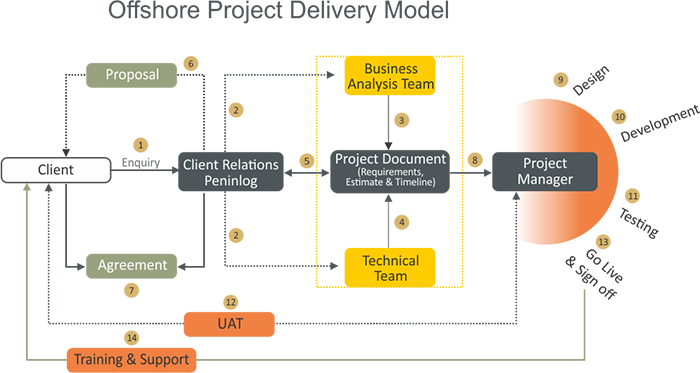 Offshore Project Delivery Model
6
Proposal
2
Business
Analysis Team
9
Design
10
Development
1
Enquiry
3
Client
Client Relations
Peninlog
5
Project Document
(Requirements,
Estimate & Timeline)
8
Project
Manager
11
Testing
2
4
13
Go Live
& Sign off
Agreement
7
Technical
Team
12
UAT
14
Training & Support